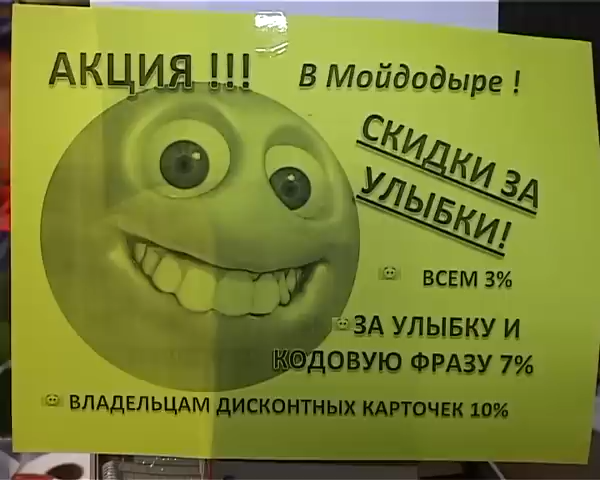 АКЦИЯ !!! В Мойдодыре !
СКИДКИ ЗА
УЛЫБКИ!
ВСЕМ 3%
ЗА УЛЫБКУ И
КОДОВУЮ ФРАЗУ 7%
ВЛАДЕЛЬЦАМ ДИСКОНТНЫХ КАРТОЧЕК 10%